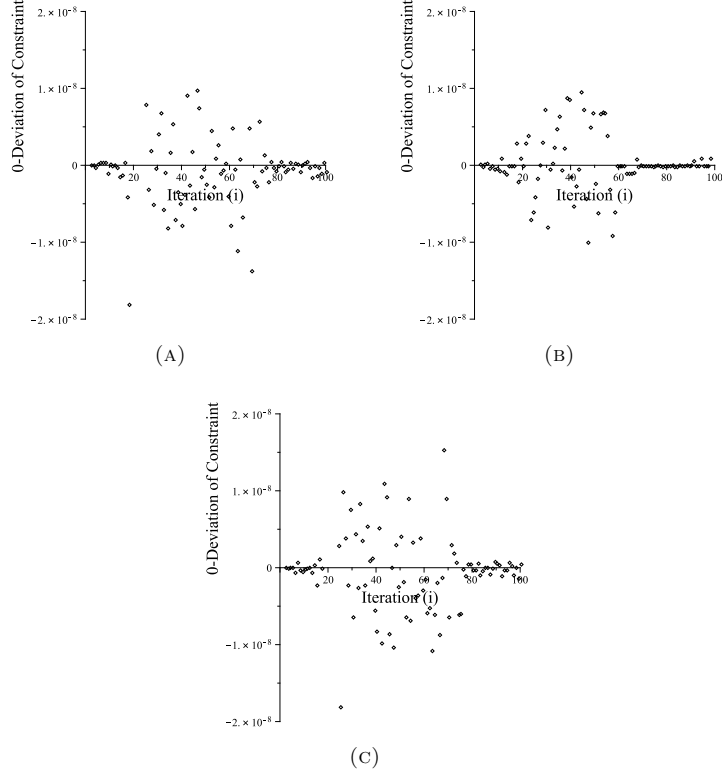 0-Deviation of Constraint
2. × 10⁻⁸
1. × 10⁻⁸
0
−1. × 10⁻⁸
−2. × 10⁻⁸
20 40 60 80 100
Iteration (i)
(A)
0-Deviation of Constraint
2. × 10⁻⁸
1. × 10⁻⁸
0
−1. × 10⁻⁸
−2. × 10⁻⁸
20 40 60 80 100
Iteration (i)
(B)
0-Deviation of Constraint
2. × 10⁻⁸
1. × 10⁻⁸
0
−1. × 10⁻⁸
−2. × 10⁻⁸
20 40 60 80 100
Iteration (i)
(C)